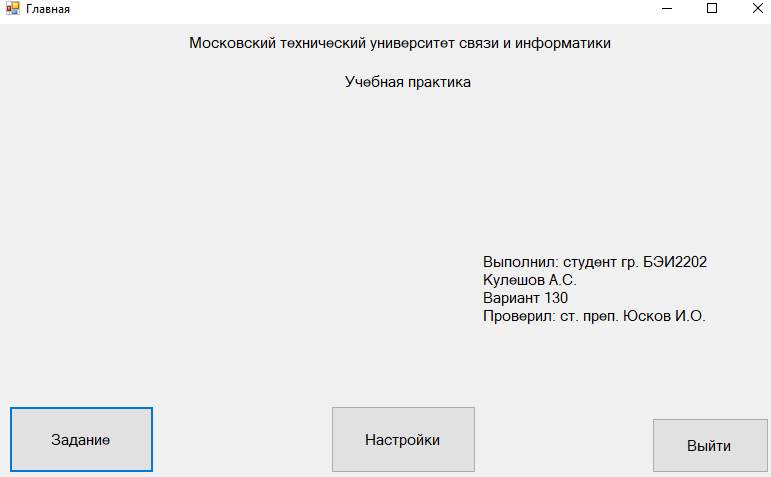 Главная
Московский технический университет связи и информатики
Учебная практика
Выполнил: студент гр. БЭИ2202
Кулешов А.С.
Вариант 130
Проверил: ст. преп. Юсков И.О.
Задание
Настройки
Выйти